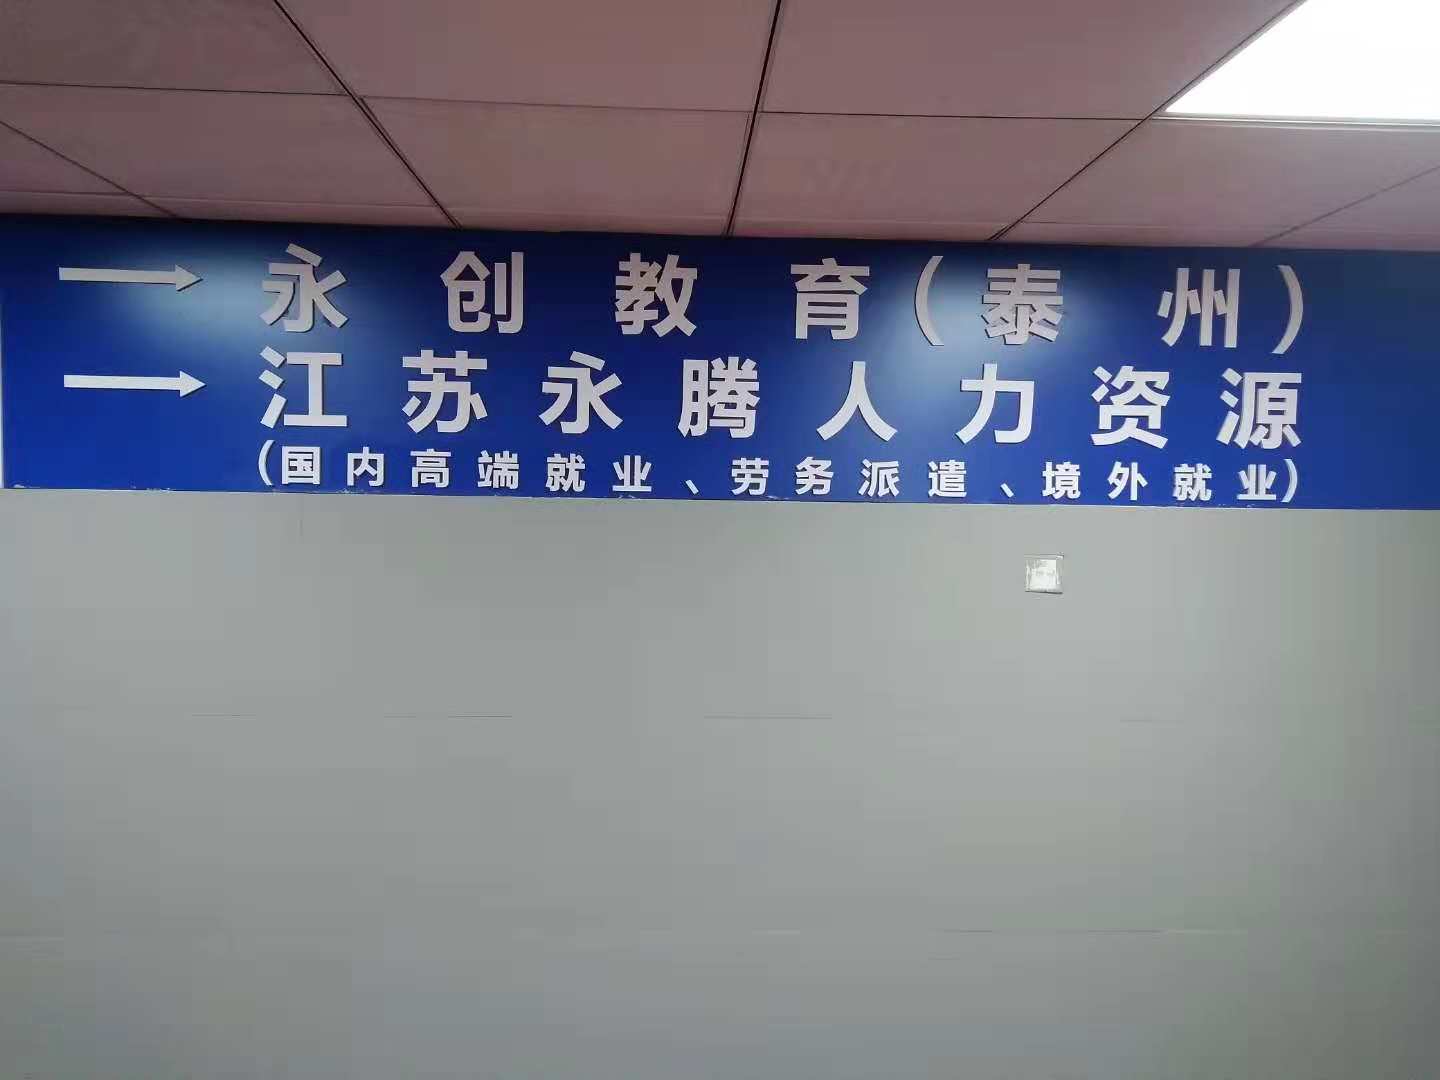 →永创教育(泰州)
→江苏永腾人力资源
(国内高端就业、劳务派遣、境外就业)